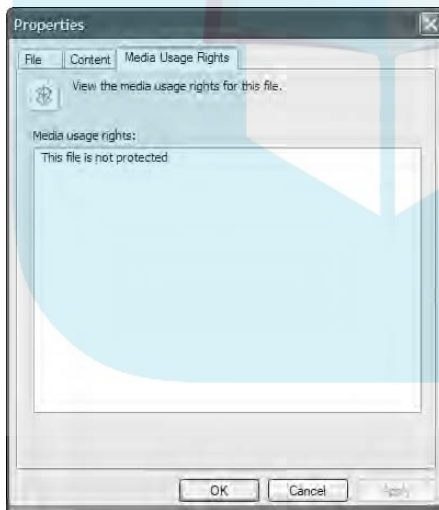 Properties
File Content Media Usage Rights
View the media usage rights for this file.
Media usage rights:
This file is not protected
OK Cancel Apply